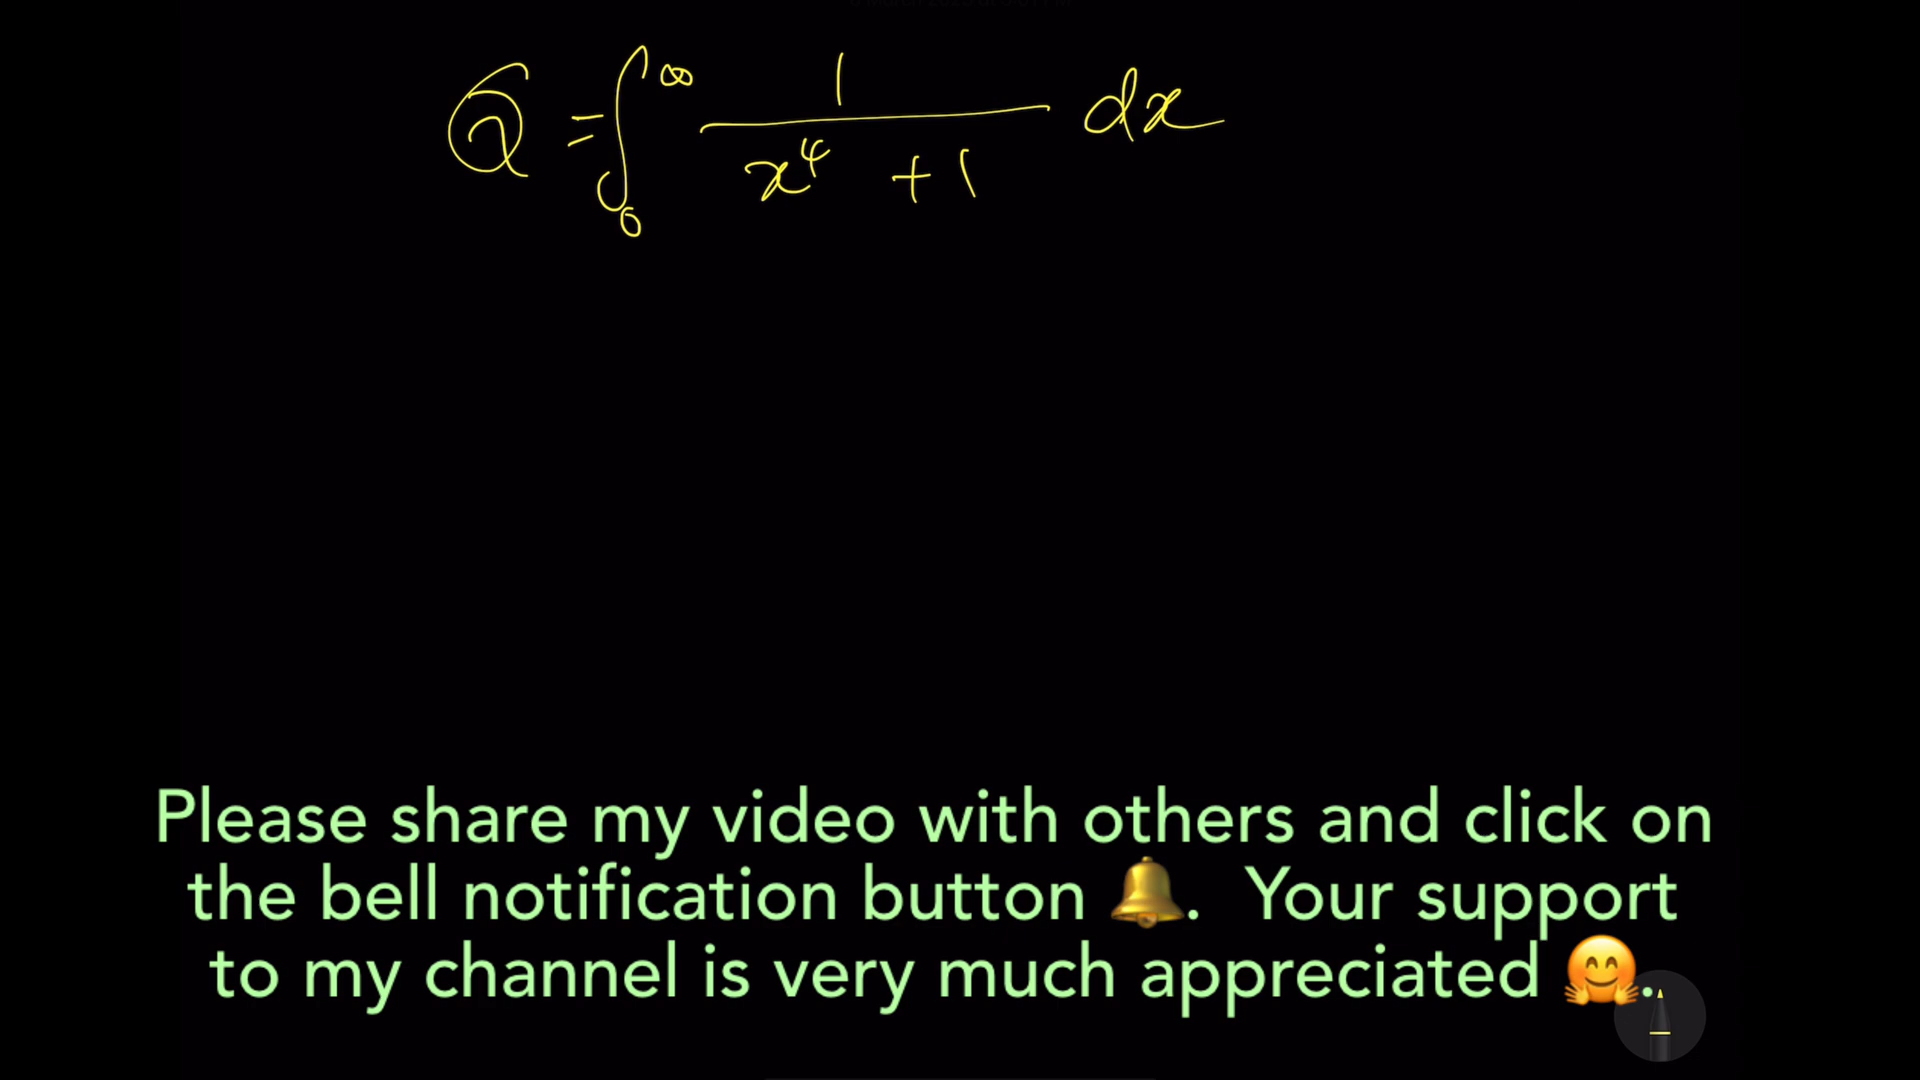 Q = ∫₀^∞ 1/(x⁴ + 1) dx
Please share my video with others and click on
the bell notification button 🔔. Your support
to my channel is very much appreciated 🤗.